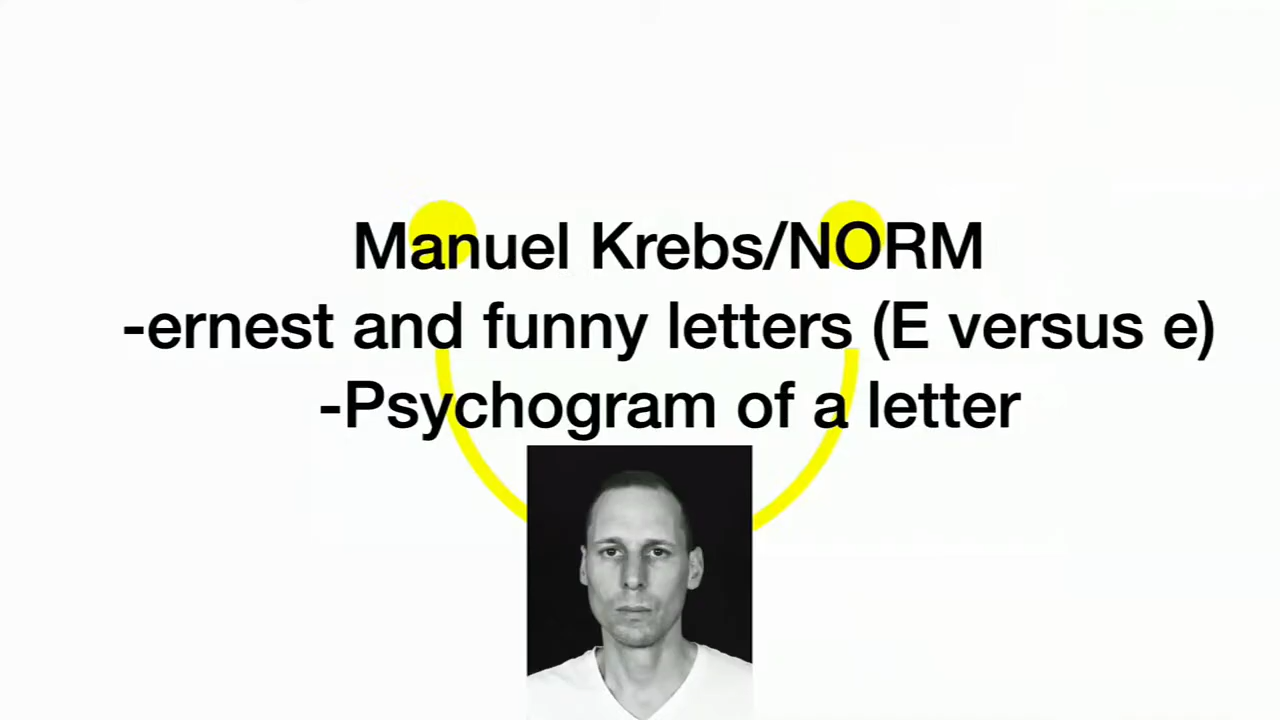 Manuel Krebs/NORM
-ernest and funny letters (E versus e)
-Psychogram of a letter